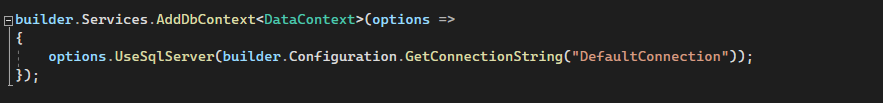 builder.Services.AddDbContext<DataContext>(options =>
{
    options.UseSqlServer(builder.Configuration.GetConnectionString("DefaultConnection"));
});